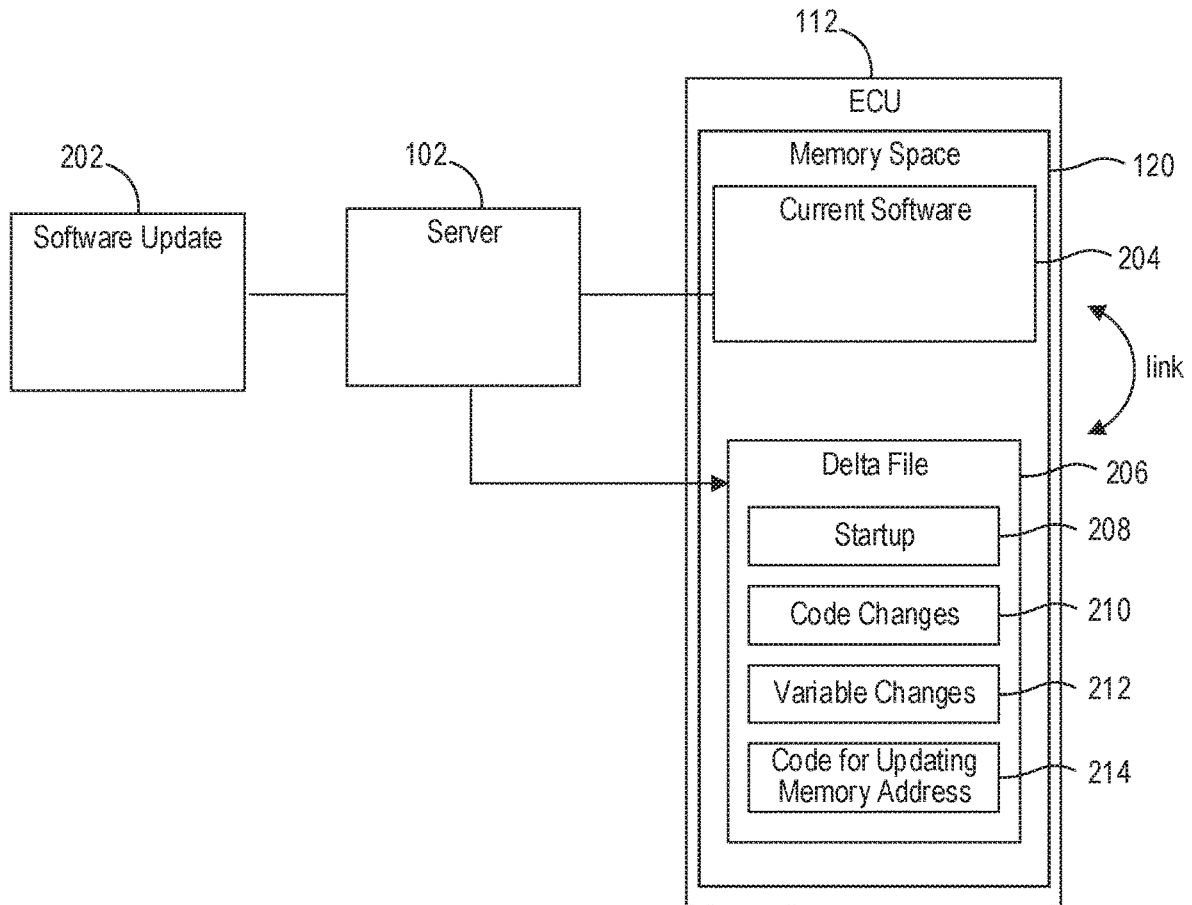 112
ECU
202
102
Memory Space
120
Software Update
Server
Current Software
204
link
Delta File
206
Startup
208
Code Changes
210
Variable Changes
212
Code for Updating
Memory Address
214